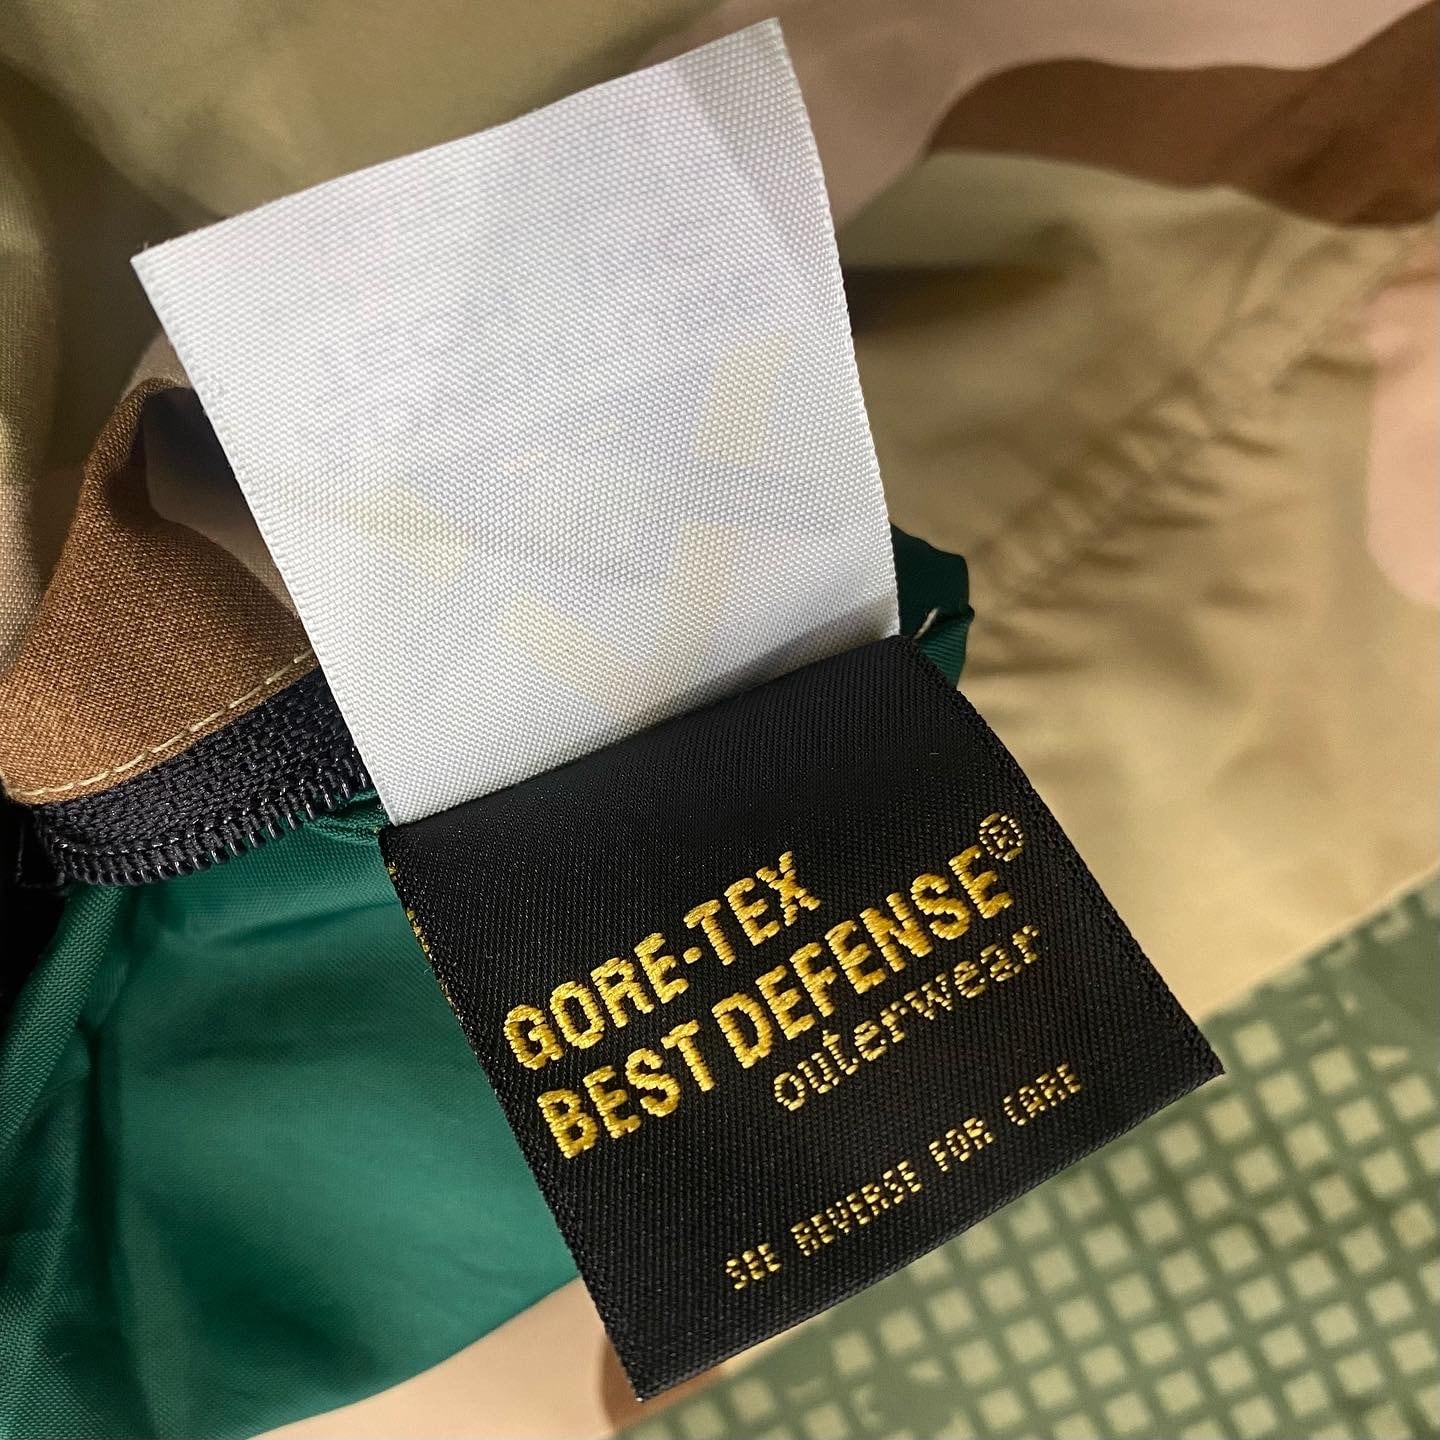 GORE-TEX
BEST DEFENSE®
outerwear
SEE REVERSE FOR CARE